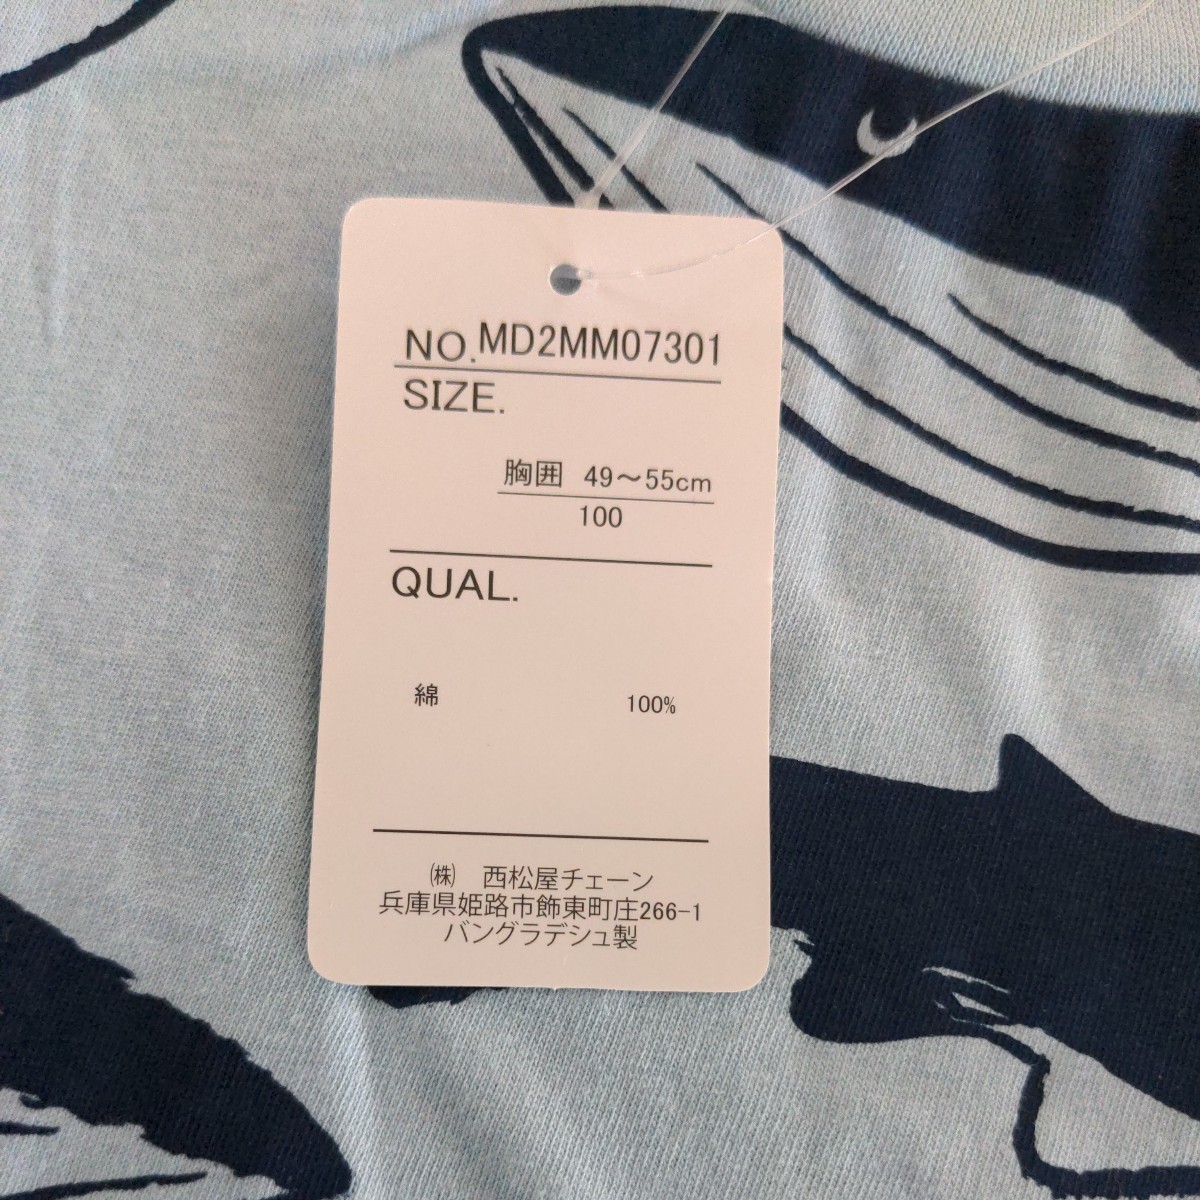 NO.MD2MM07301
SIZE.
胸囲 49～55cm
100
QUAL.
綿 100%
㈱ 西松屋チェーン
兵庫県姫路市飾東町庄266-1
バングラデシュ製